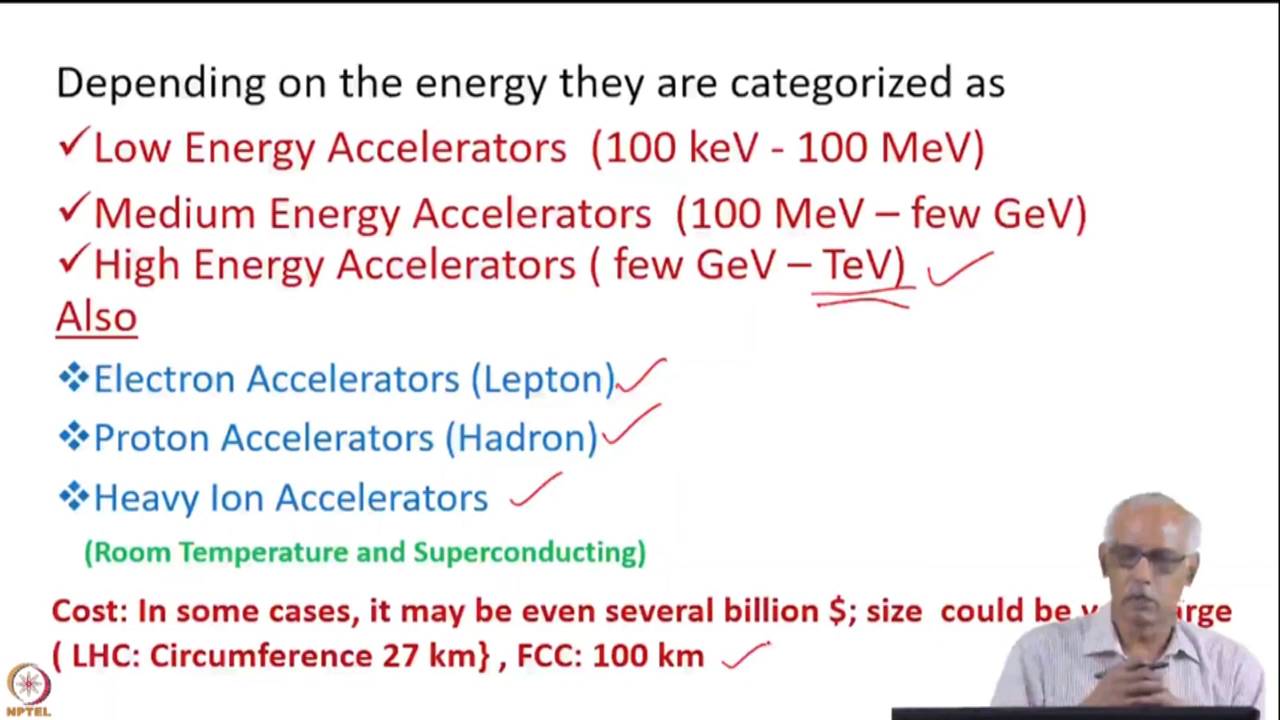 Depending on the energy they are categorized as
✓Low Energy Accelerators (100 keV - 100 MeV)
✓Medium Energy Accelerators (100 MeV – few GeV)
✓High Energy Accelerators ( few GeV – TeV)
Also
❖Electron Accelerators (Lepton)
❖Proton Accelerators (Hadron)
❖Heavy Ion Accelerators
(Room Temperature and Superconducting)
Cost: In some cases, it may be even several billion $; size could be
( LHC: Circumference 27 km} , FCC: 100 km
NPTEL